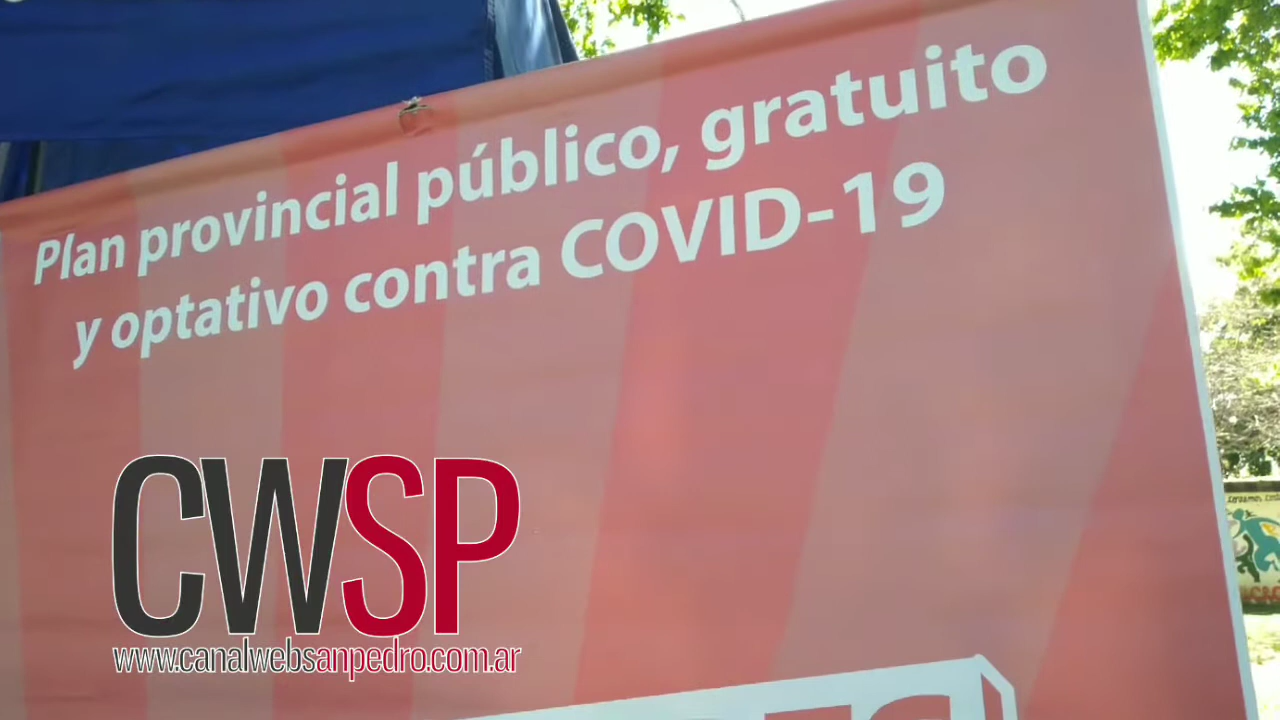 Plan provincial público, gratuito
y optativo contra COVID-19
CWSP
www.canalwebsanpedro.com.ar